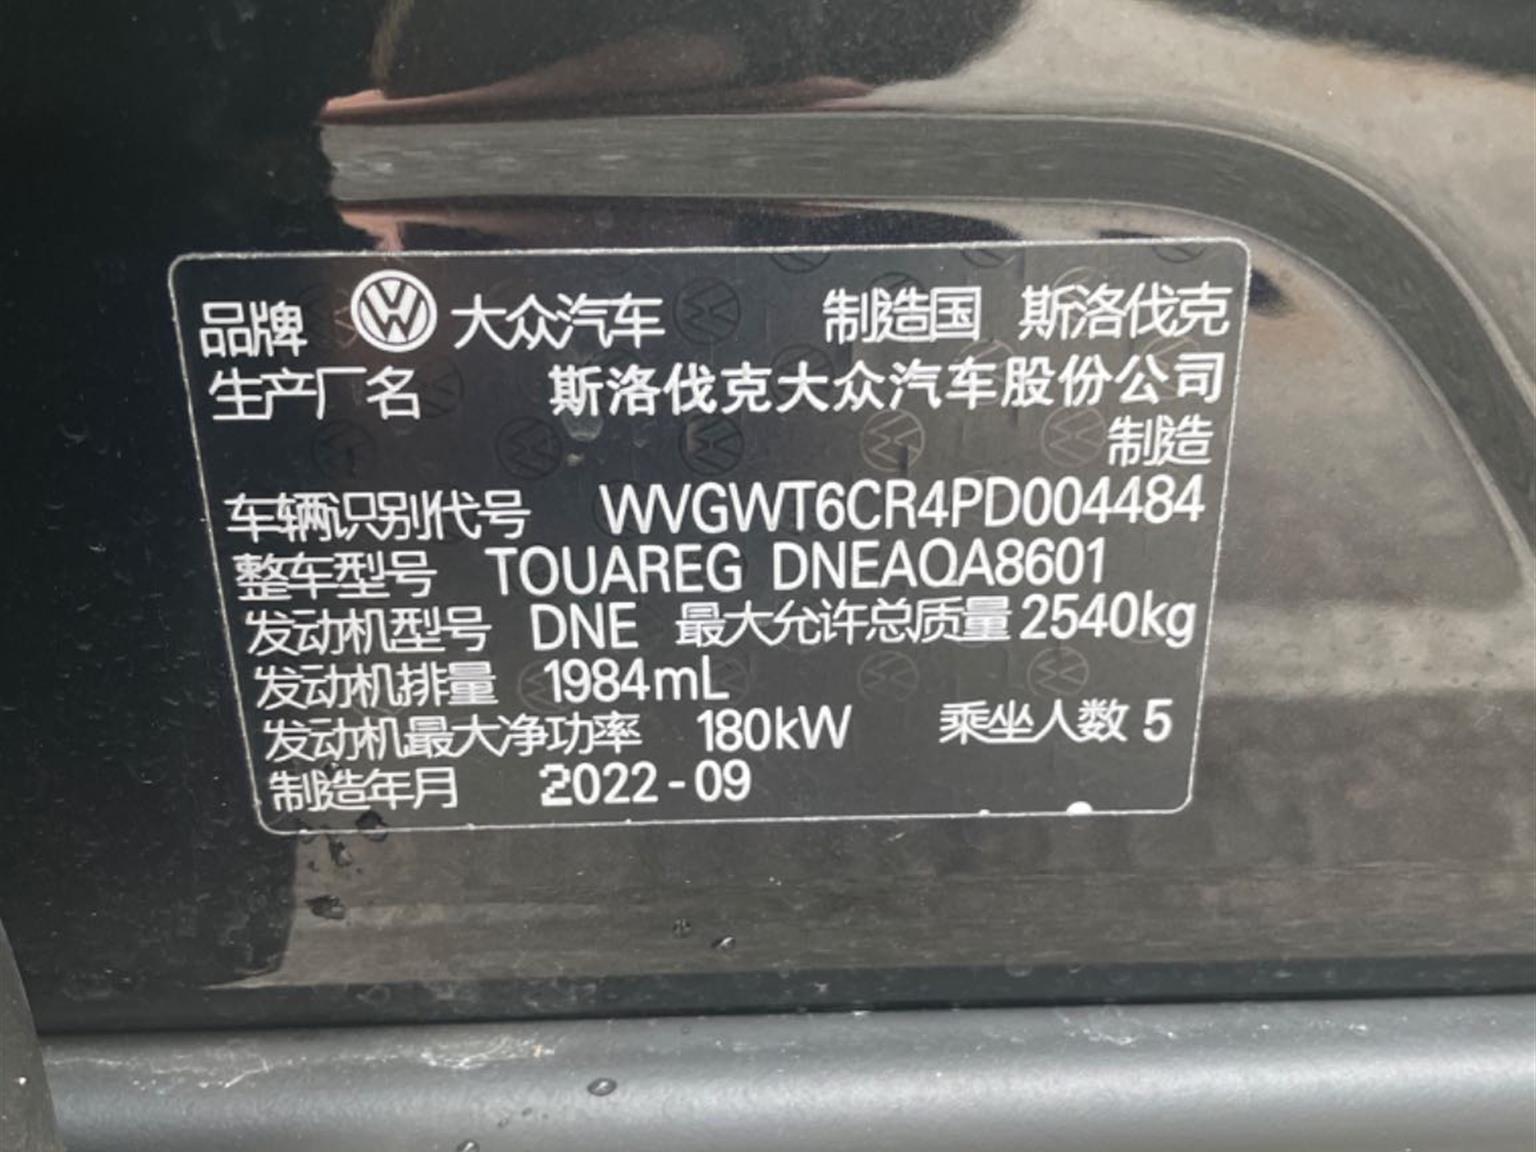 品牌 大众汽车 制造国 斯洛伐克
生产厂名 斯洛伐克大众汽车股份公司
制造
车辆识别代号 WVGWT6CR4PD004484
整车型号 TOUAREG DNEAQA8601
发动机型号 DNE 最大允许总质量 2540kg
发动机排量 1984mL
发动机最大净功率 180kW 乘坐人数 5
制造年月 2022-09